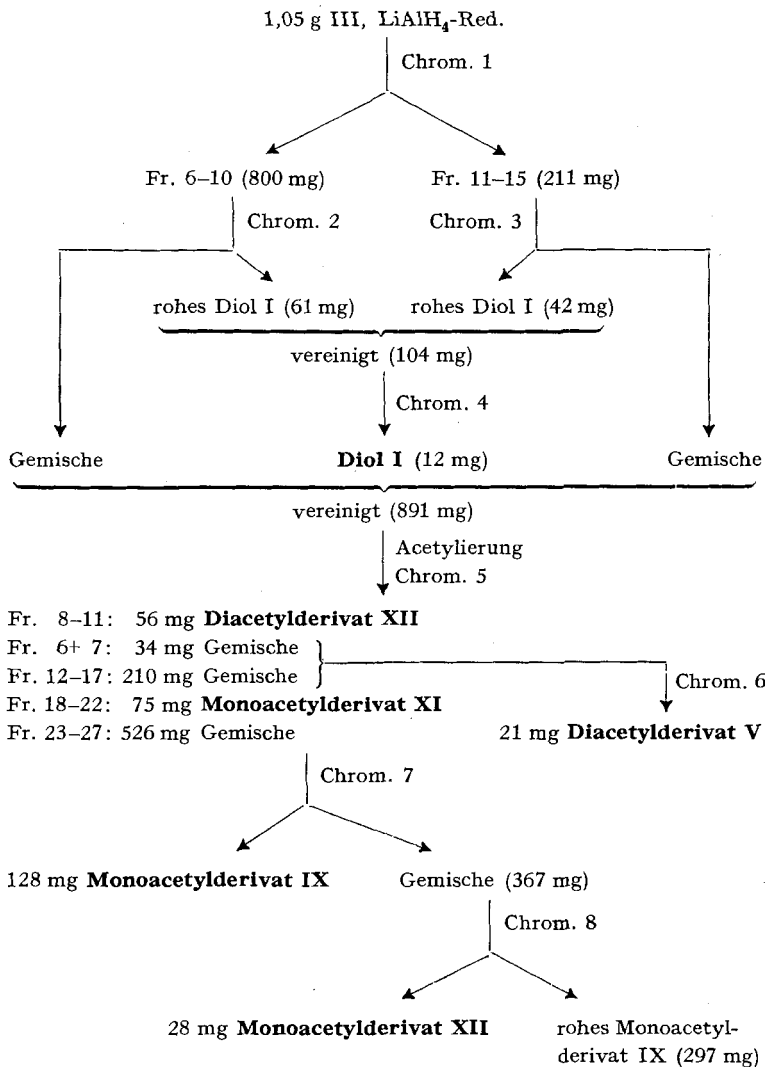 1,05 g III, LiAlH₄-Red.
Chrom. 1
Fr. 6–10 (800 mg) Fr. 11–15 (211 mg)
Chrom. 2 Chrom. 3
rohes Diol I (61 mg) rohes Diol I (42 mg)
vereinigt (104 mg)
Chrom. 4
Gemische Diol I (12 mg) Gemische
vereinigt (891 mg)
Acetylierung
Chrom. 5
Fr. 8–11: 56 mg Diacetylderivat XII
Fr. 6+ 7: 34 mg Gemische
Fr. 12–17: 210 mg Gemische
Chrom. 6
Fr. 18–22: 75 mg Monoacetylderivat XI
Fr. 23–27: 526 mg Gemische 21 mg Diacetylderivat V
Chrom. 7
128 mg Monoacetylderivat IX Gemische (367 mg)
Chrom. 8
28 mg Monoacetylderivat XII rohes Monoacetyl-
derivat IX (297 mg)